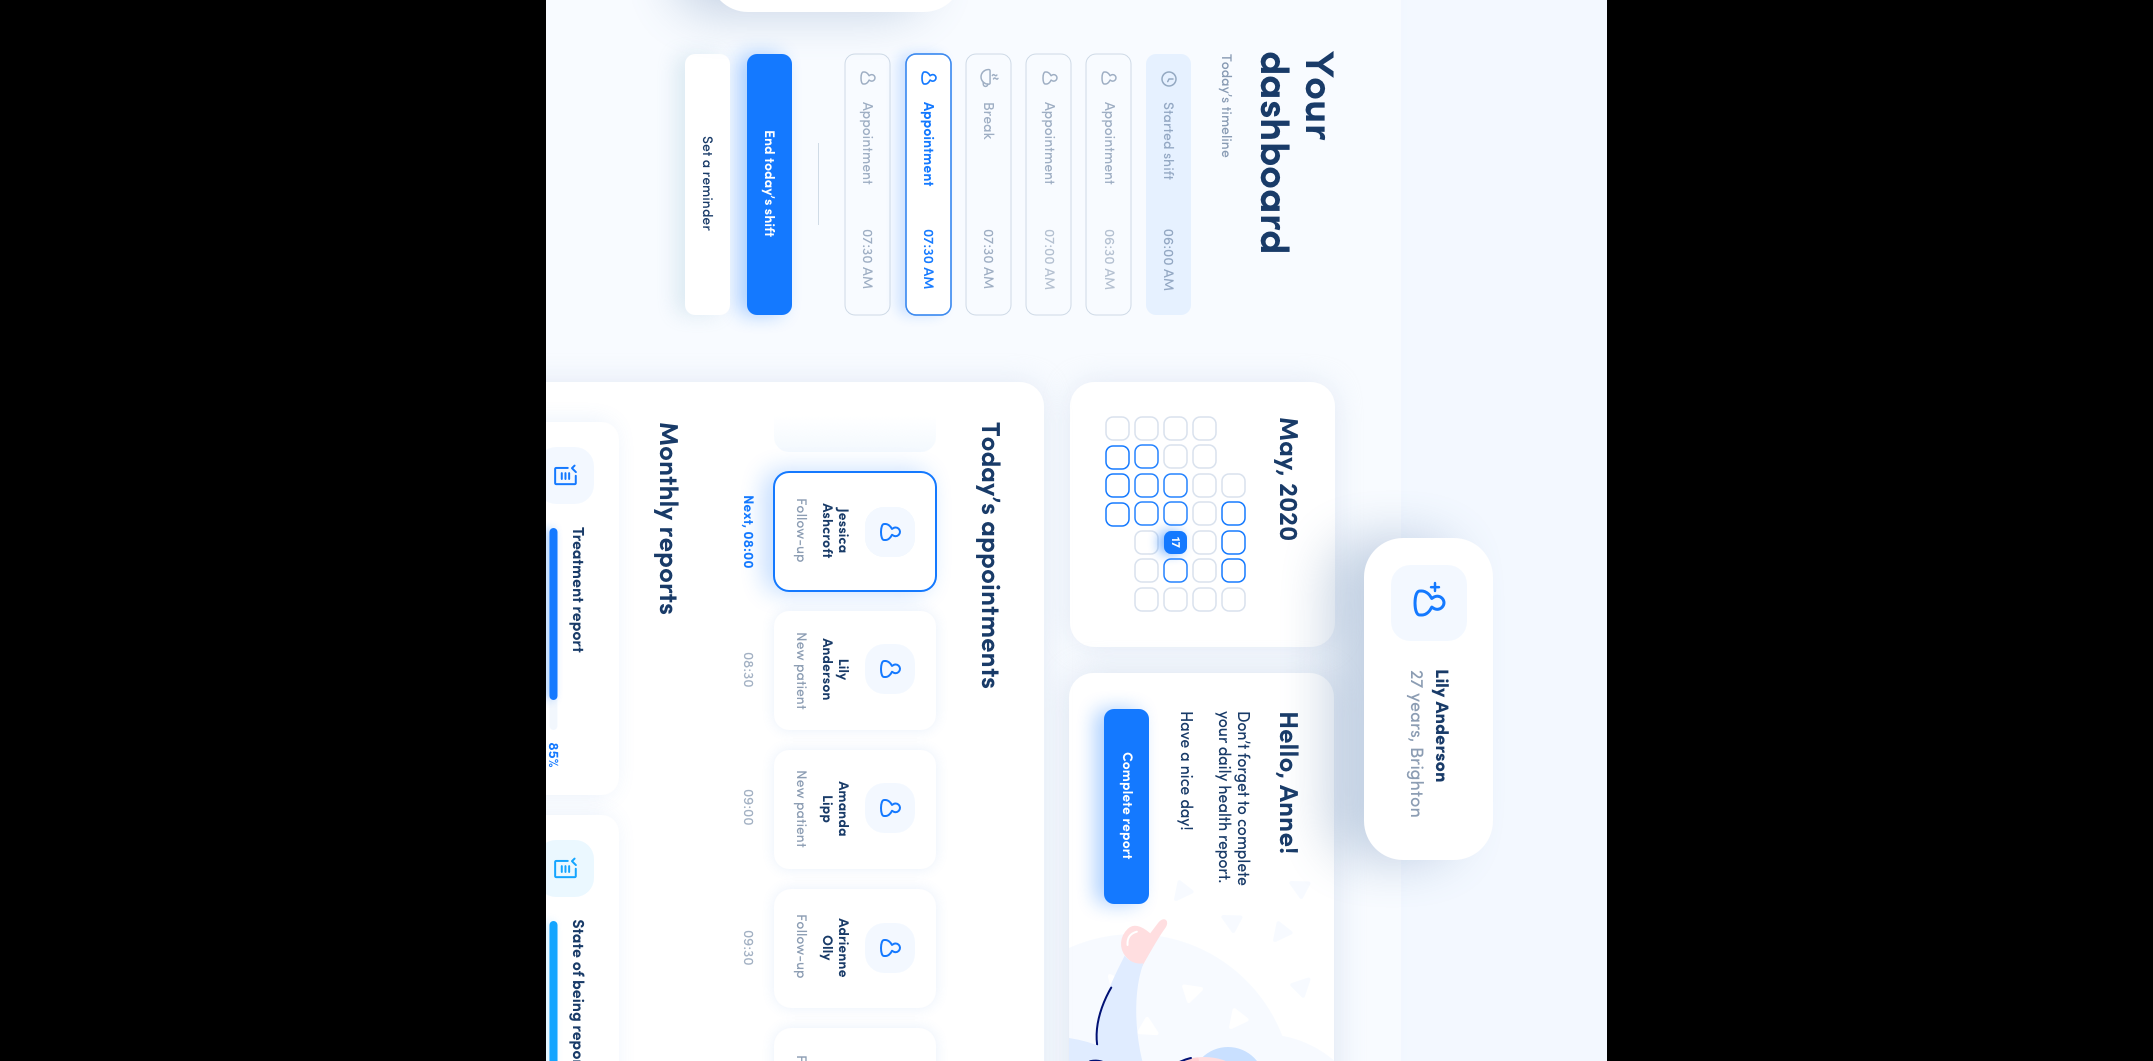 Lily Anderson
27 years, Brighton
Your
dashboard
Today's timeline
Started shift 06:00 AM
Appointment 06:30 AM
Appointment 07:00 AM
Break 07:30 AM
Appointment 07:30 AM
Appointment 07:30 AM
End today's shift
Set a reminder
May, 2020
17
Hello, Anne!
Don't forget to complete
your daily health report.
Have a nice day!
Complete report
Today's appointments
Jessica
Ashcroft
Follow-up
Next, 08:00
Lily
Anderson
New patient
08:30
Amanda
Lipp
New patient
09:00
Adrienne
Olly
Follow-up
09:30
Monthly reports
Treatment report
85%
State of being